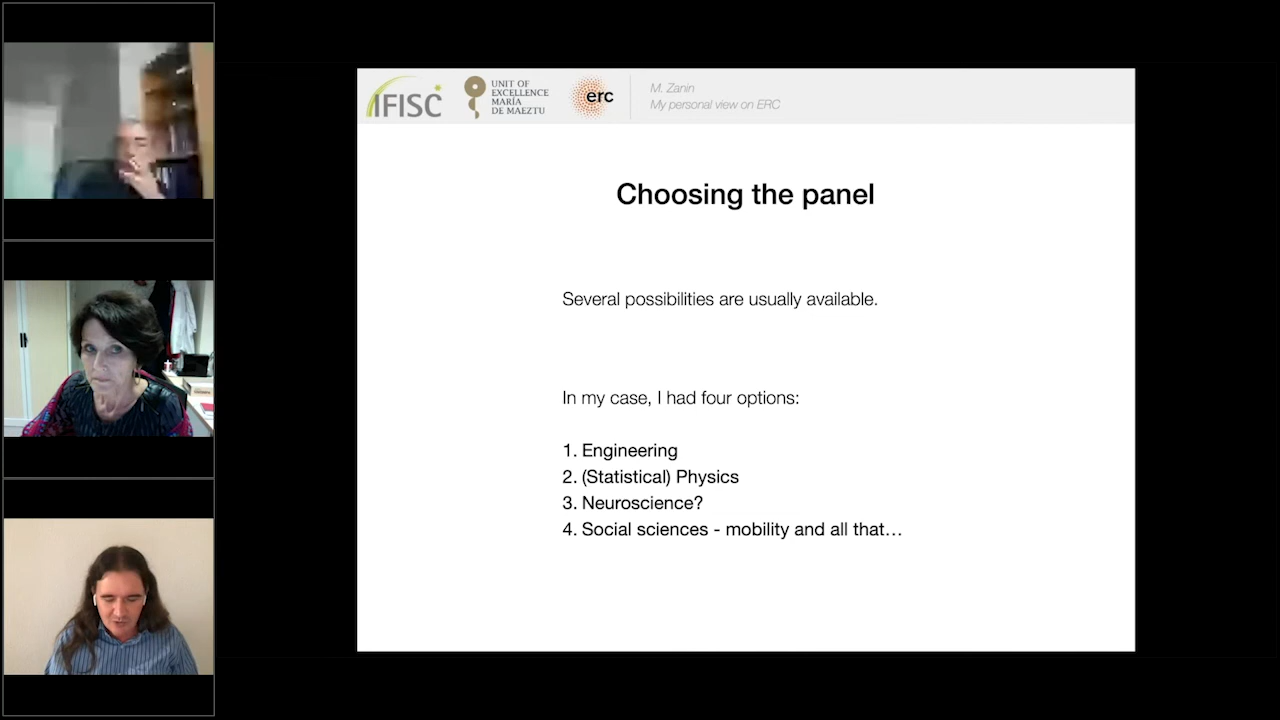 IFISC
UNIT OF
EXCELLENCE
MARÍA
DE MAEZTU
erc
M. Zanin
My personal view on ERC
Choosing the panel
Several possibilities are usually available.
In my case, I had four options:
1. Engineering
2. (Statistical) Physics
3. Neuroscience?
4. Social sciences - mobility and all that…